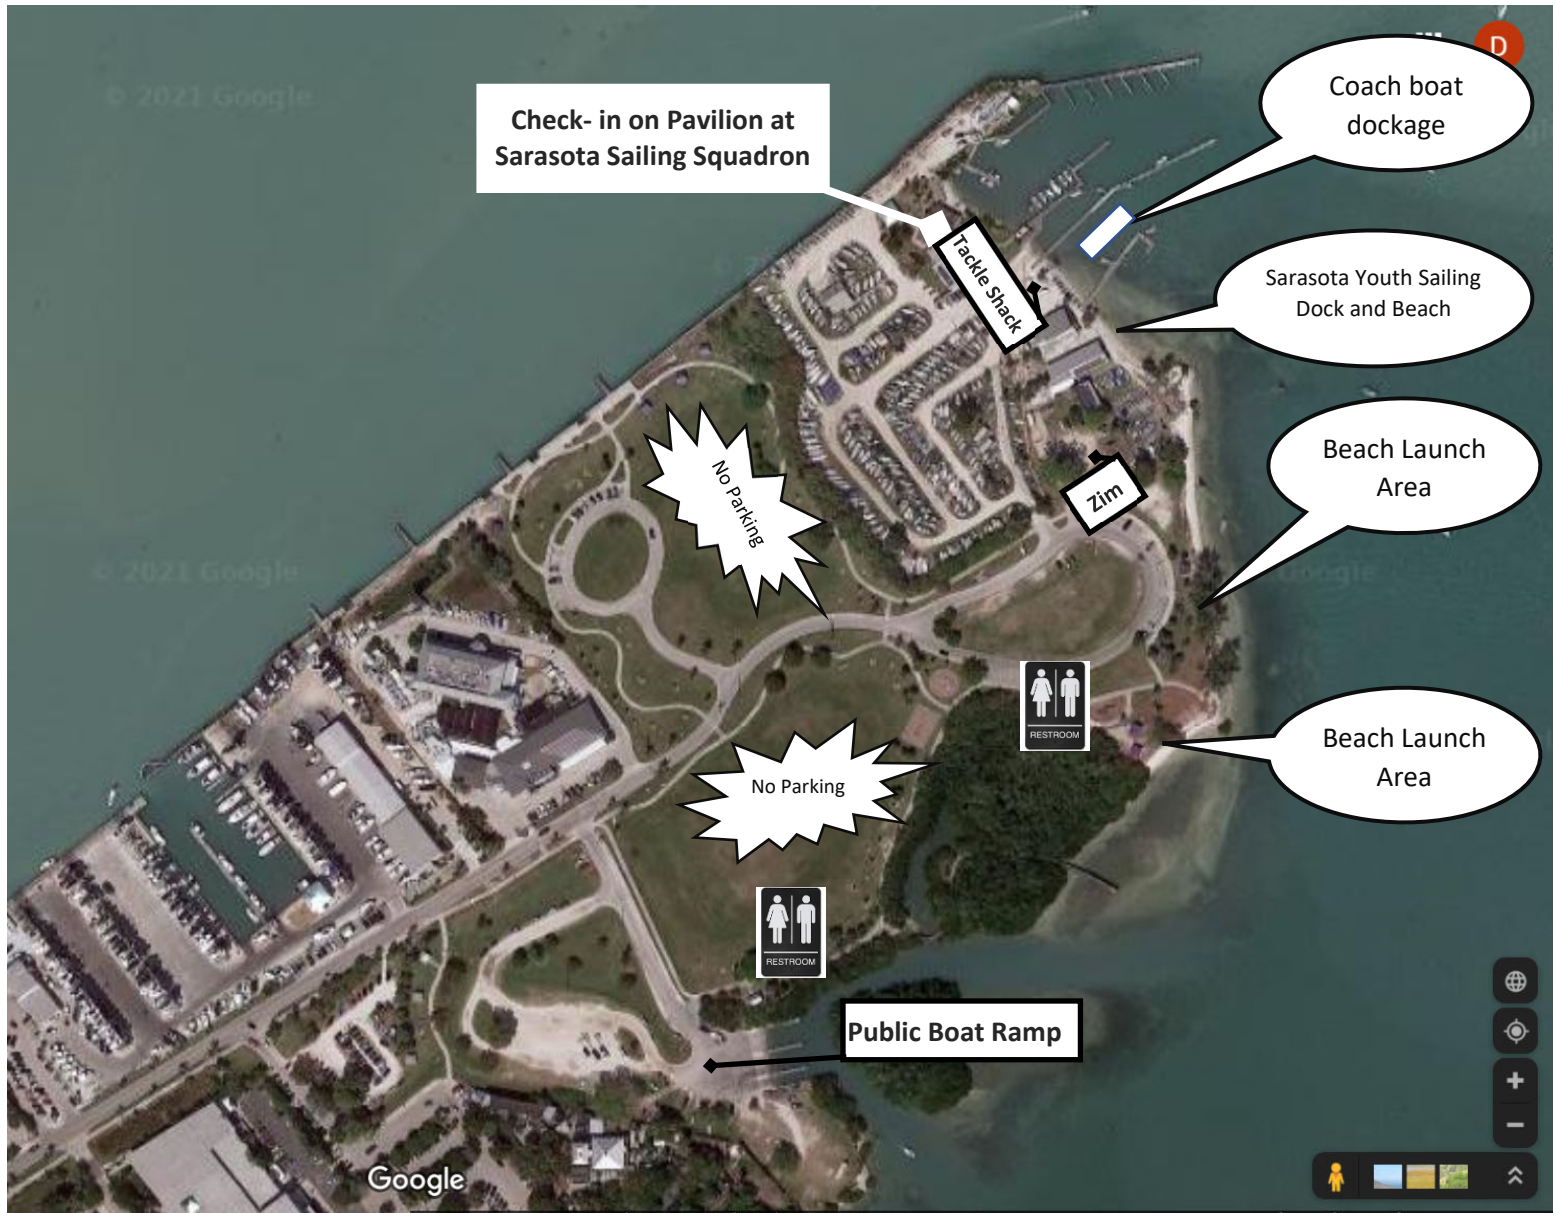 © 2021 Google
D
Coach boat
dockage
Check- in on Pavilion at
Sarasota Sailing Squadron
Tackle Shack
Sarasota Youth Sailing
Dock and Beach
Beach Launch
Area
No Parking
Zim
© 2021 Google
Google
RESTROOM
Beach Launch
Area
No Parking
RESTROOM
Public Boat Ramp
Google